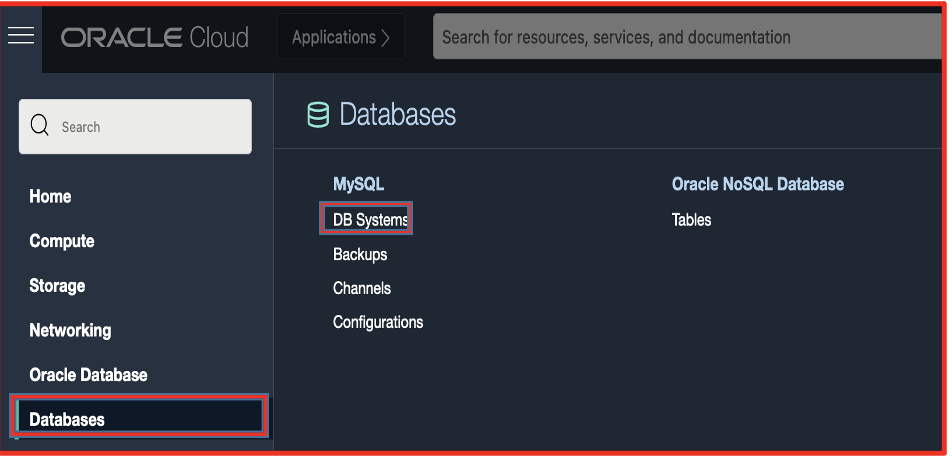 ORACLE Cloud
Applications
Search for resources, services, and documentation
Search
Home
Compute
Storage
Networking
Oracle Database
Databases
Databases
MySQL
DB Systems
Backups
Channels
Configurations
Oracle NoSQL Database
Tables